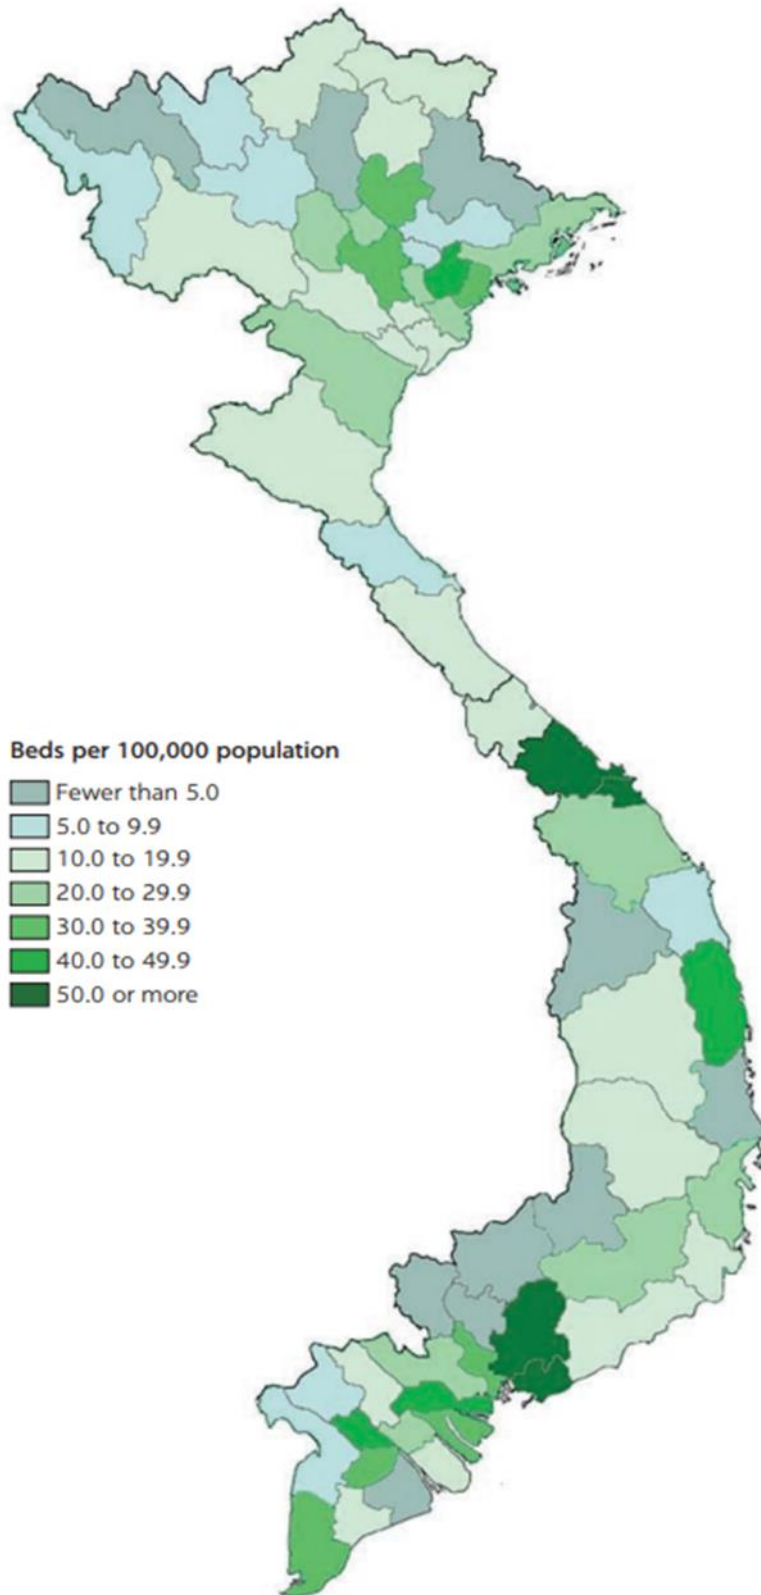 Beds per 100,000 population
Fewer than 5.0
5.0 to 9.9
10.0 to 19.9
20.0 to 29.9
30.0 to 39.9
40.0 to 49.9
50.0 or more